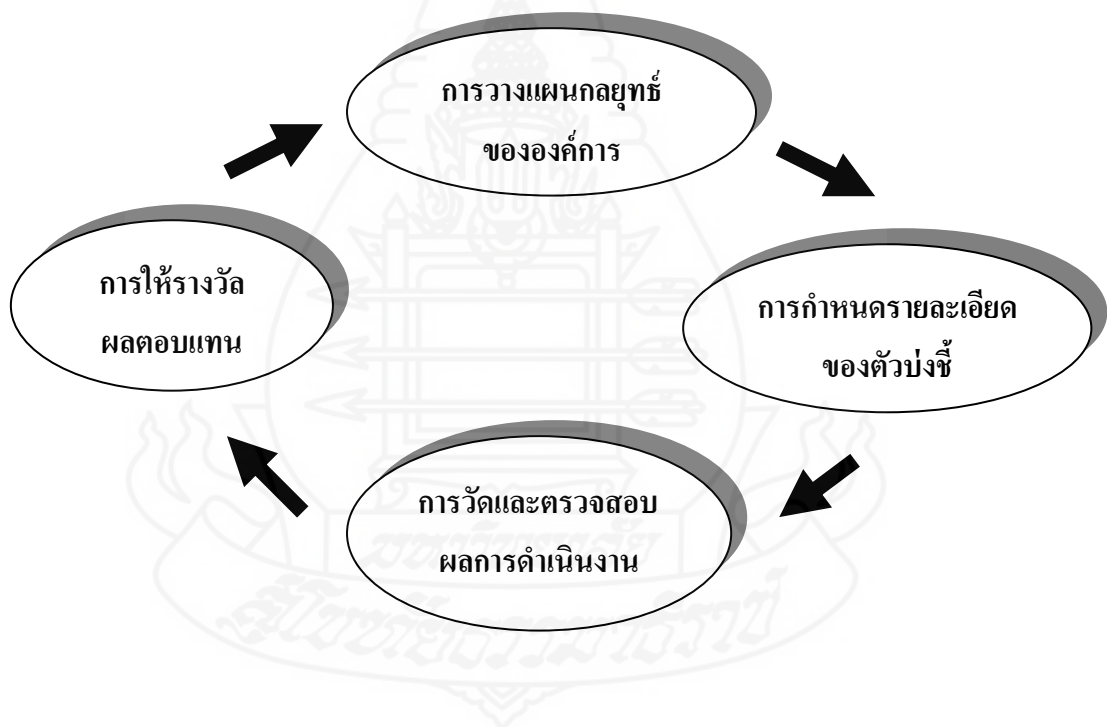 การวางแผนกลยุทธ์
ขององค์การ
การกำหนดรายละเอียด
ของตัวบ่งชี้
การวัดและตรวจสอบ
ผลการดำเนินงาน
การให้รางวัล
ผลตอบแทน